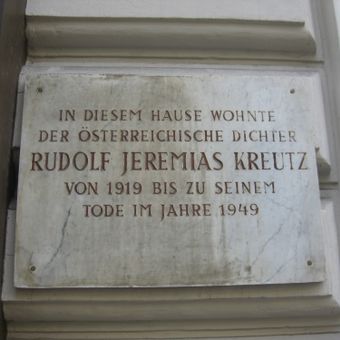 IN DIESEM HAUSE WOHNTE
DER ÖSTERREICHISCHE DICHTER
RUDOLF JEREMIAS KREUTZ
VON 1919 BIS ZU SEINEM
TODE IM JAHRE 1949